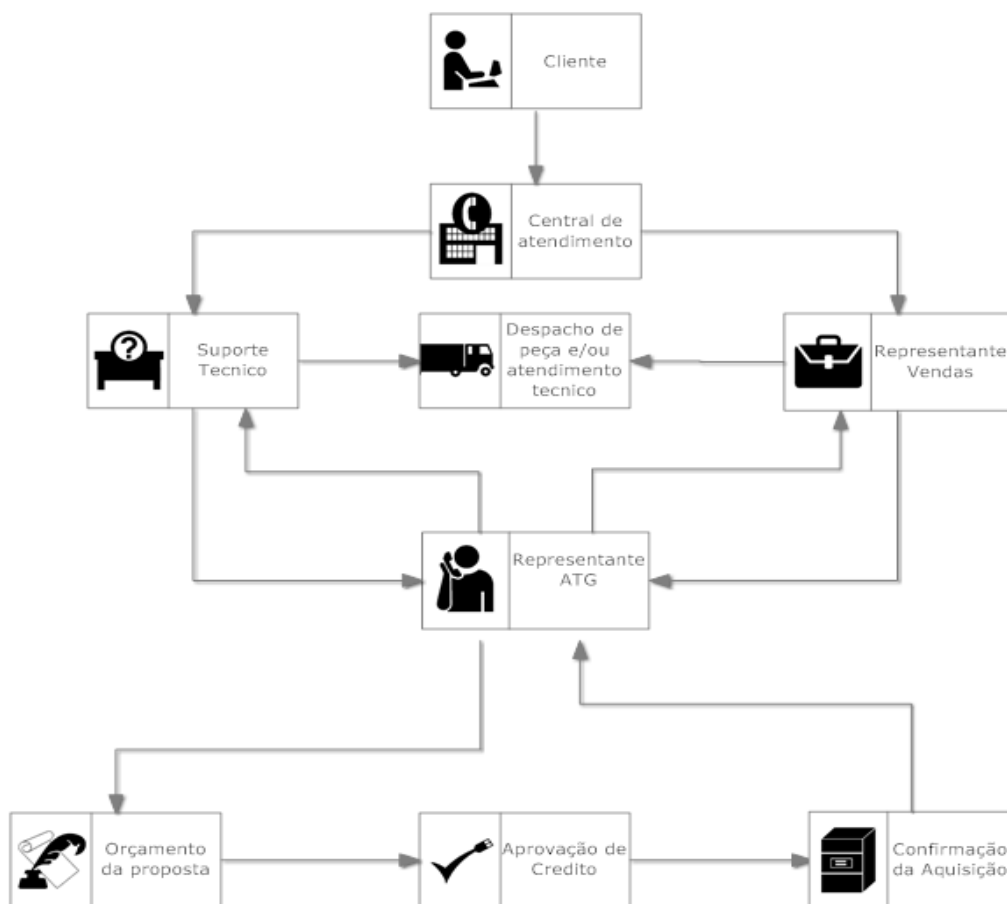 Cliente
Central de
atendimento
Suporte
Tecnico
?
Despacho de
peça e/ou
atendimento
tecnico
Representante
Vendas
Representante
ATG
Orçamento
da proposta
Aprovação de
Credito
Confirmação
da Aquisição